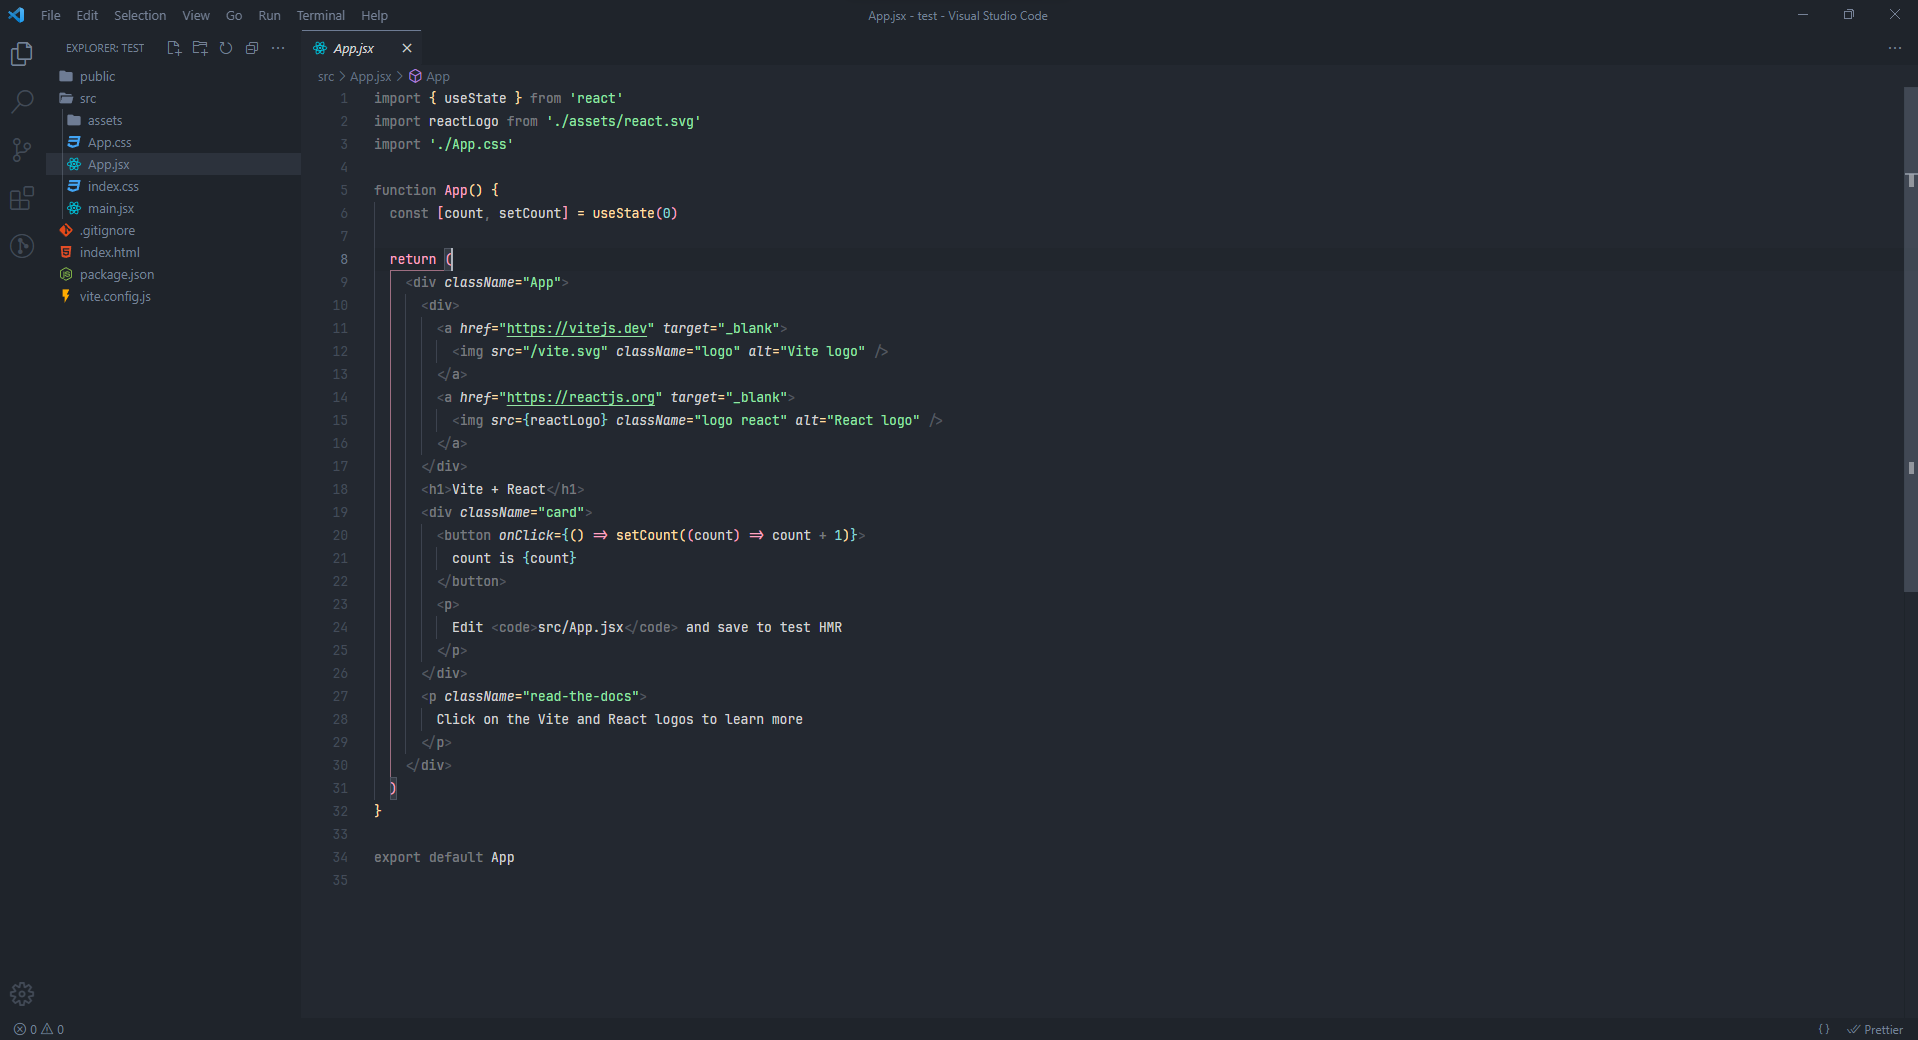 File Edit Selection View Go Run Terminal Help
App.jsx - test - Visual Studio Code
EXPLORER: TEST
public
src
assets
App.css
App.jsx
index.css
main.jsx
.gitignore
index.html
package.json
vite.config.js
App.jsx
src > App.jsx > App
1 import { useState } from 'react'
2 import reactLogo from './assets/react.svg'
3 import './App.css'
4
5 function App() {
6 const [count, setCount] = useState(0)
7
8 return (
9 <div className="App">
10 <div>
11 <a href="https://vitejs.dev" target="_blank">
12 <img src="/vite.svg" className="logo" alt="Vite logo" />
13 </a>
14 <a href="https://reactjs.org" target="_blank">
15 <img src={reactLogo} className="logo react" alt="React logo" />
16 </a>
17 </div>
18 <h1>Vite + React</h1>
19 <div className="card">
20 <button onClick={() => setCount((count) => count + 1)}>
21 count is {count}
22 </button>
23 <p>
24 Edit <code>src/App.jsx</code> and save to test HMR
25 </p>
26 </div>
27 <p className="read-the-docs">
28 Click on the Vite and React logos to learn more
29 </p>
30 </div>
31 )
32 }
33
34 export default App
35
0 0
{} Prettier